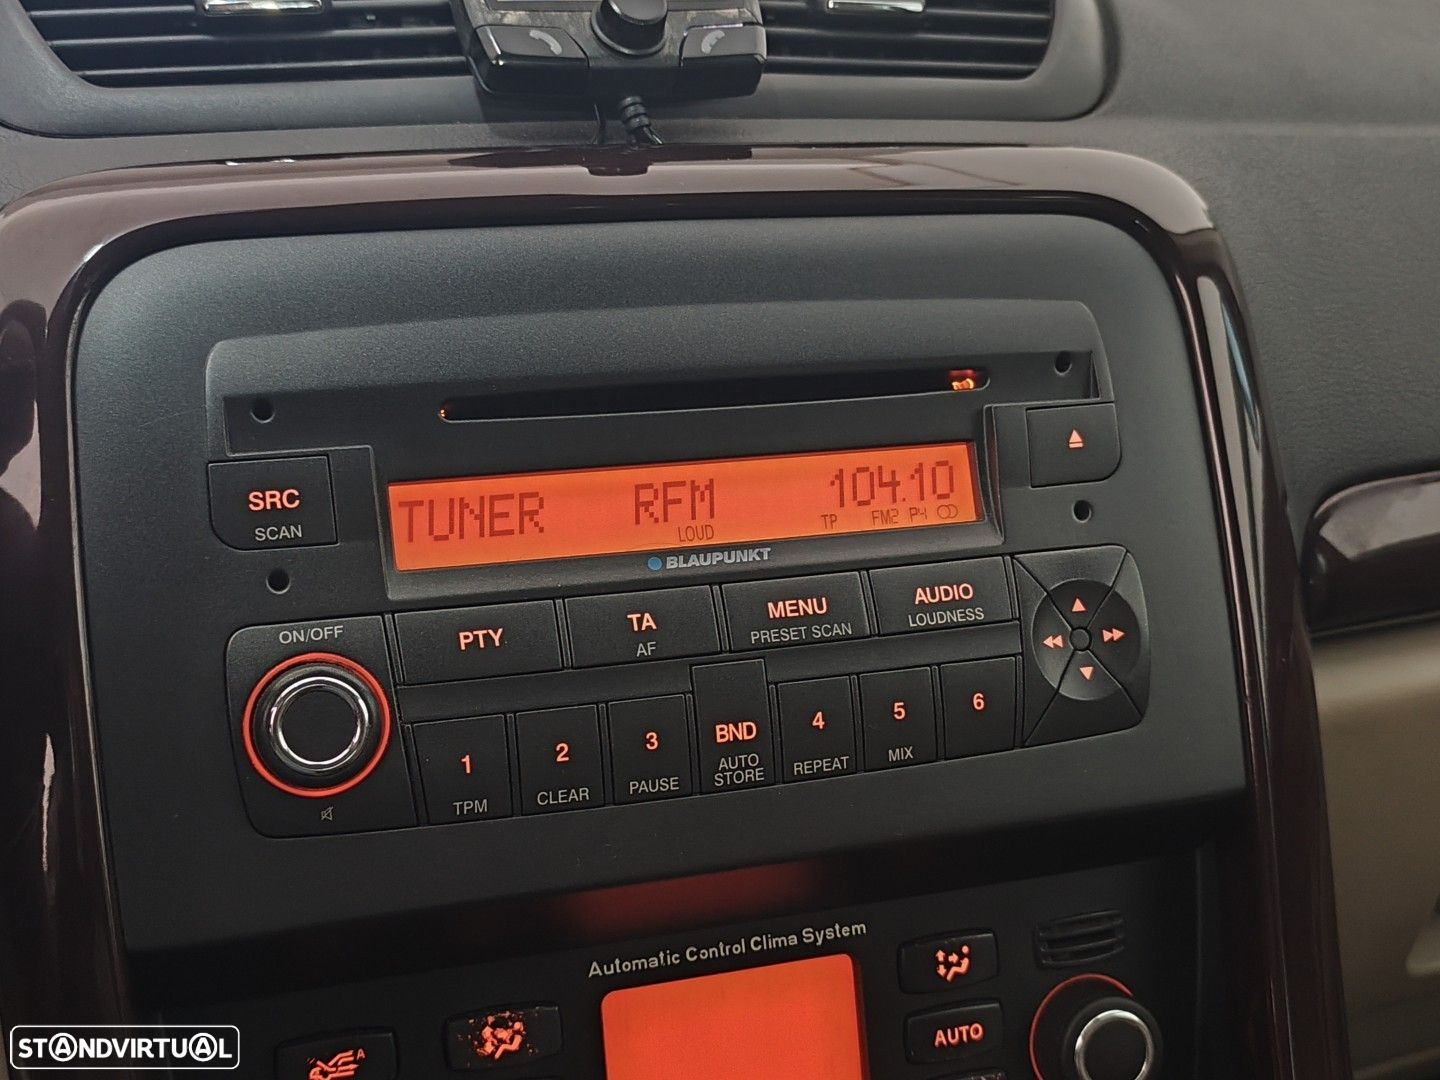 TUNER RFM 104.10
LOUD TP FM2 P4
BLAUPUNKT
SRC
SCAN
ON/OFF
PTY
TA
AF
MENU
PRESET SCAN
AUDIO
LOUDNESS
1
TPM
2
CLEAR
3
PAUSE
BND
AUTO
STORE
4
REPEAT
5
MIX
6
Automatic Control Clima System
A
AUTO
STANDVIRTUAL